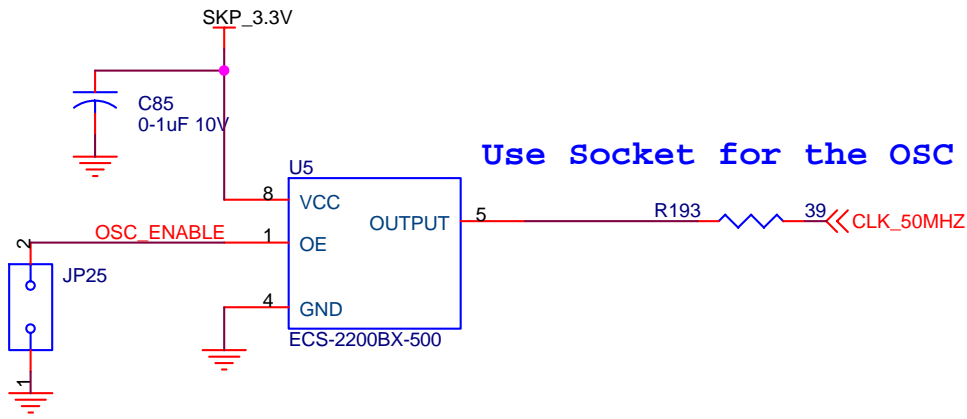 SKP_3.3V
C85
0-1uF 10V
Use Socket for the OSC
U5
8
VCC
OUTPUT
5
R193
39
CLK_50MHZ
OSC_ENABLE
1
OE
2
JP25
4
GND
ECS-2200BX-500
1